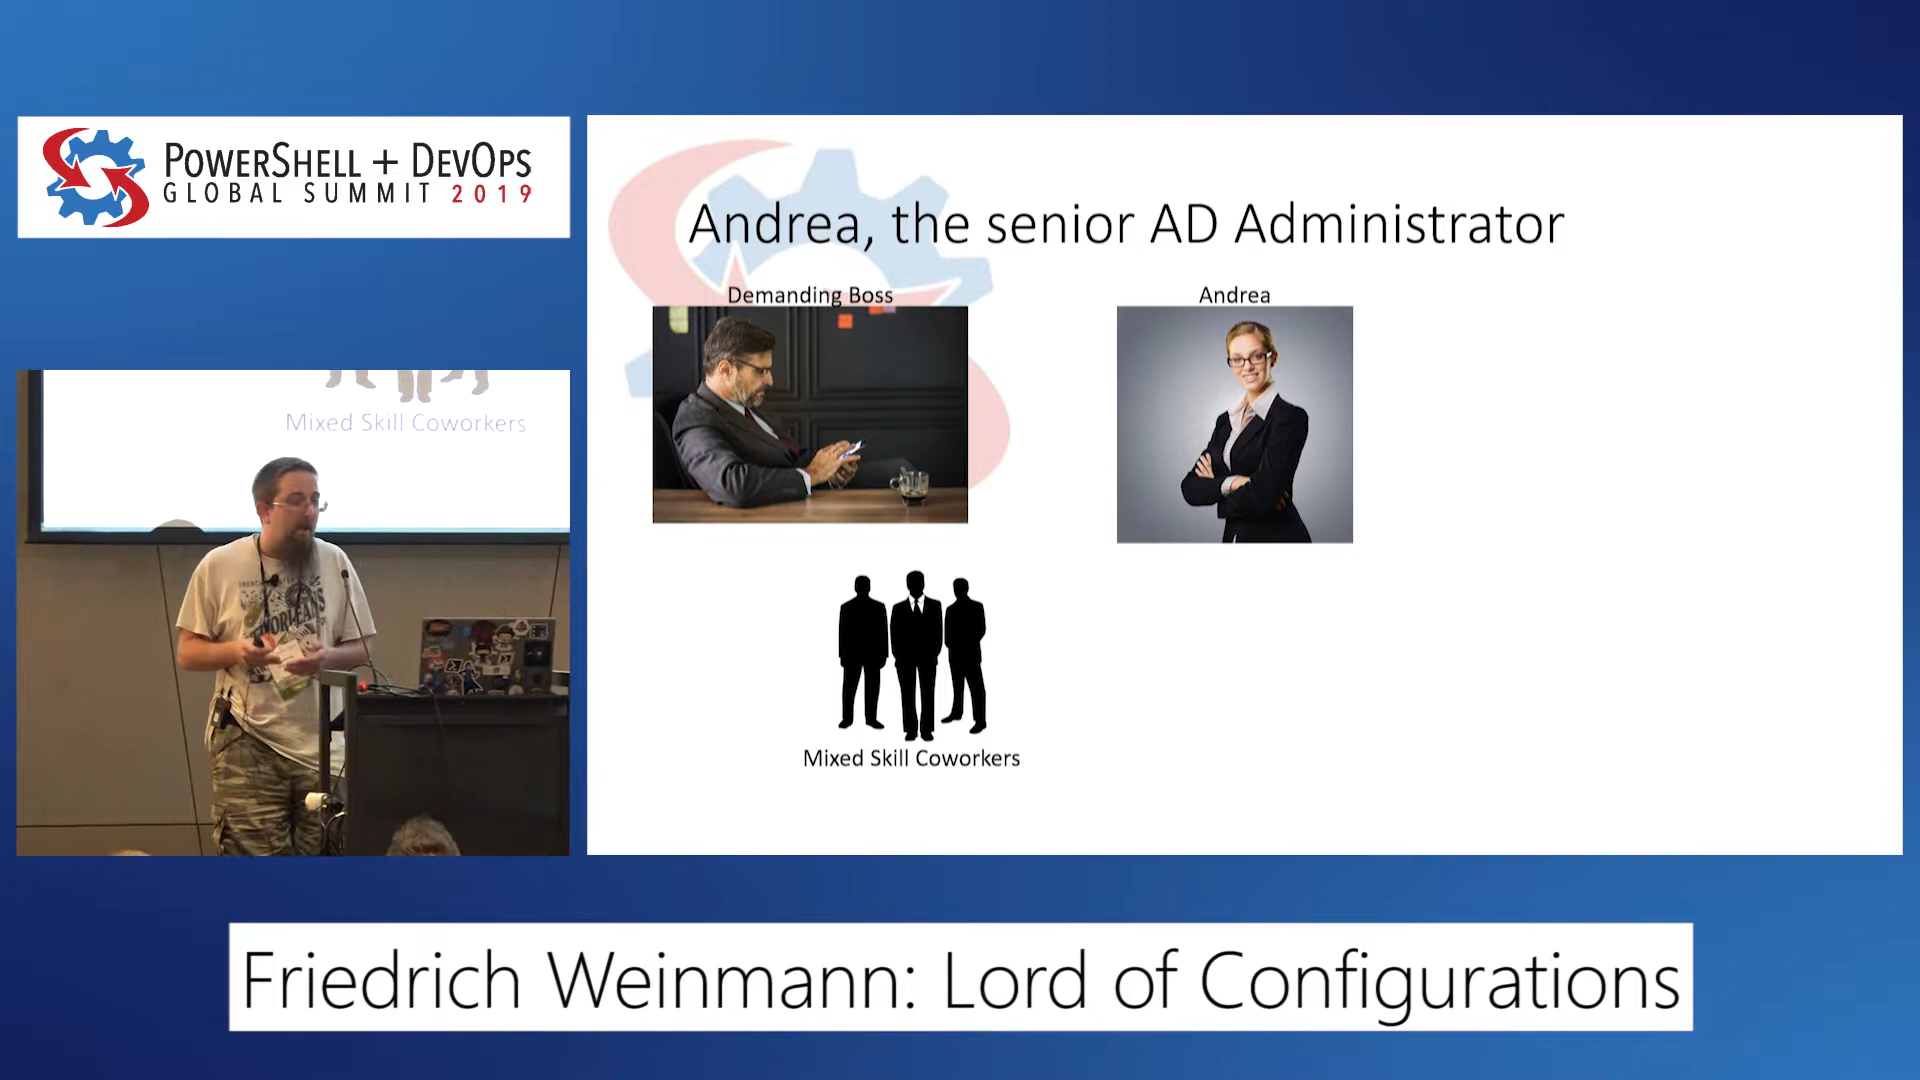 POWERSHELL + DEVOPS
GLOBAL SUMMIT 2019
Andrea, the senior AD Administrator
Demanding Boss
Andrea
Mixed Skill Coworkers
Mixed Skill Coworkers
Friedrich Weinmann: Lord of Configurations